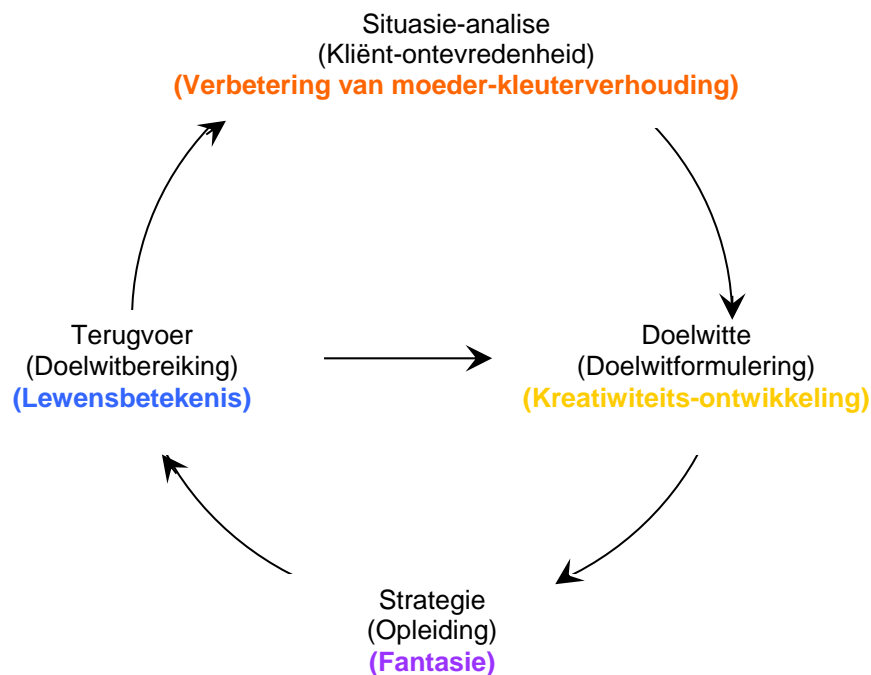 Situasie-analise
(Kliënt-ontevredenheid)
(Verbetering van moeder-kleuterverhouding)
Terugvoer
(Doelwitbereiking)
(Lewensbetekenis)
Doelwitte
(Doelwitformulering)
(Kreatiwiteits-ontwikkeling)
Strategie
(Opleiding)
(Fantasie)